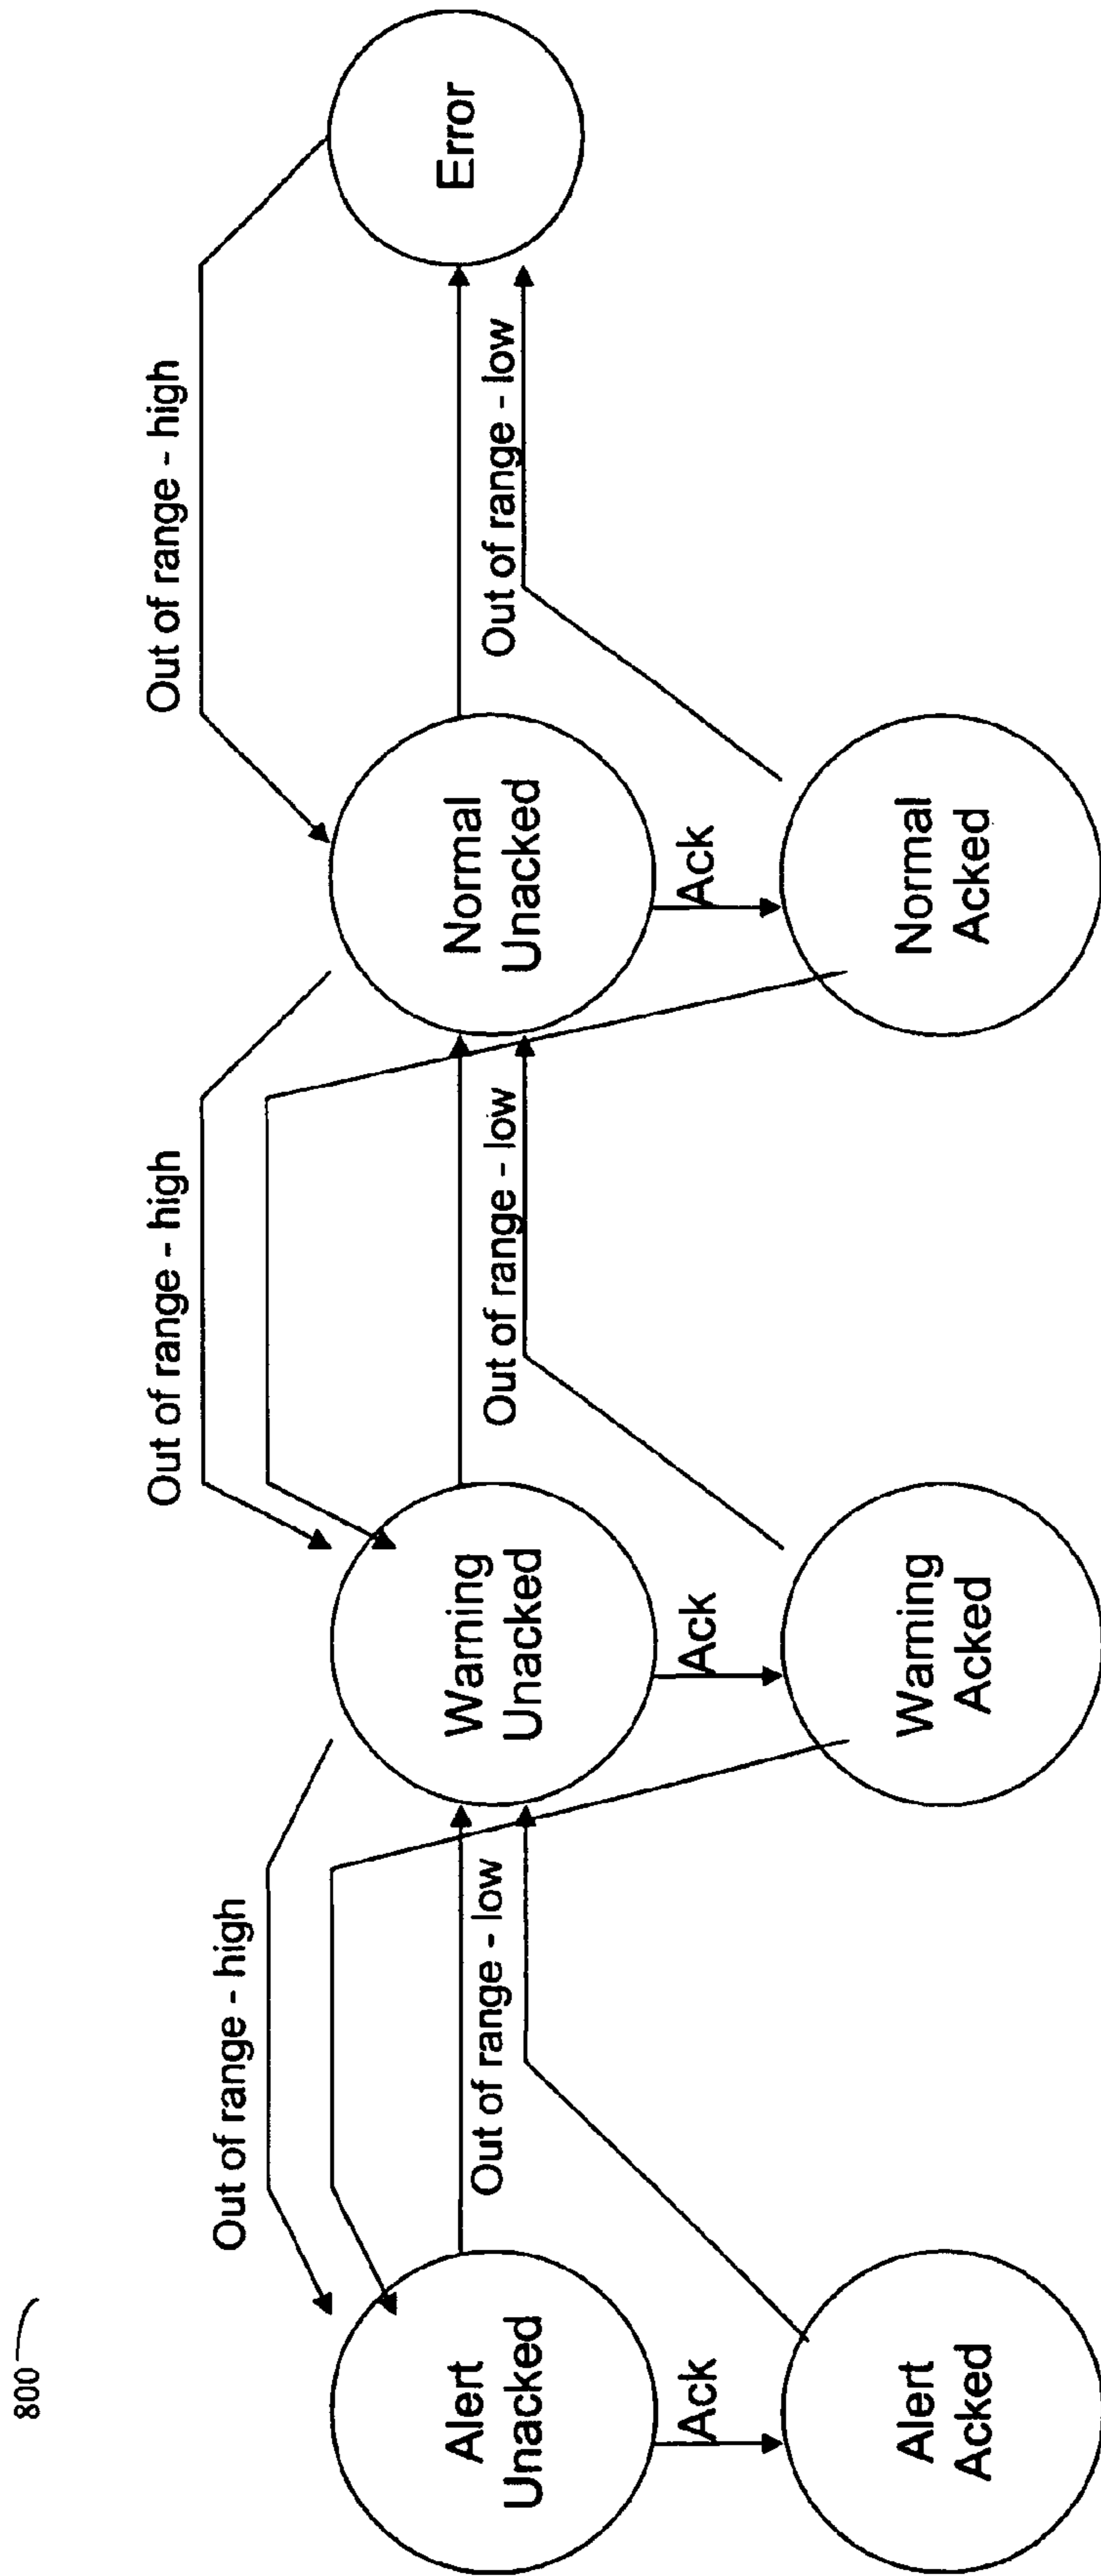 800
Out of range - high
Out of range - high
Out of range - high
Alert
Unacked
Out of range - low
Warning
Unacked
Out of range - low
Normal
Unacked
Out of range - low
Error
Ack
Ack
Ack
Alert
Acked
Warning
Acked
Normal
Acked